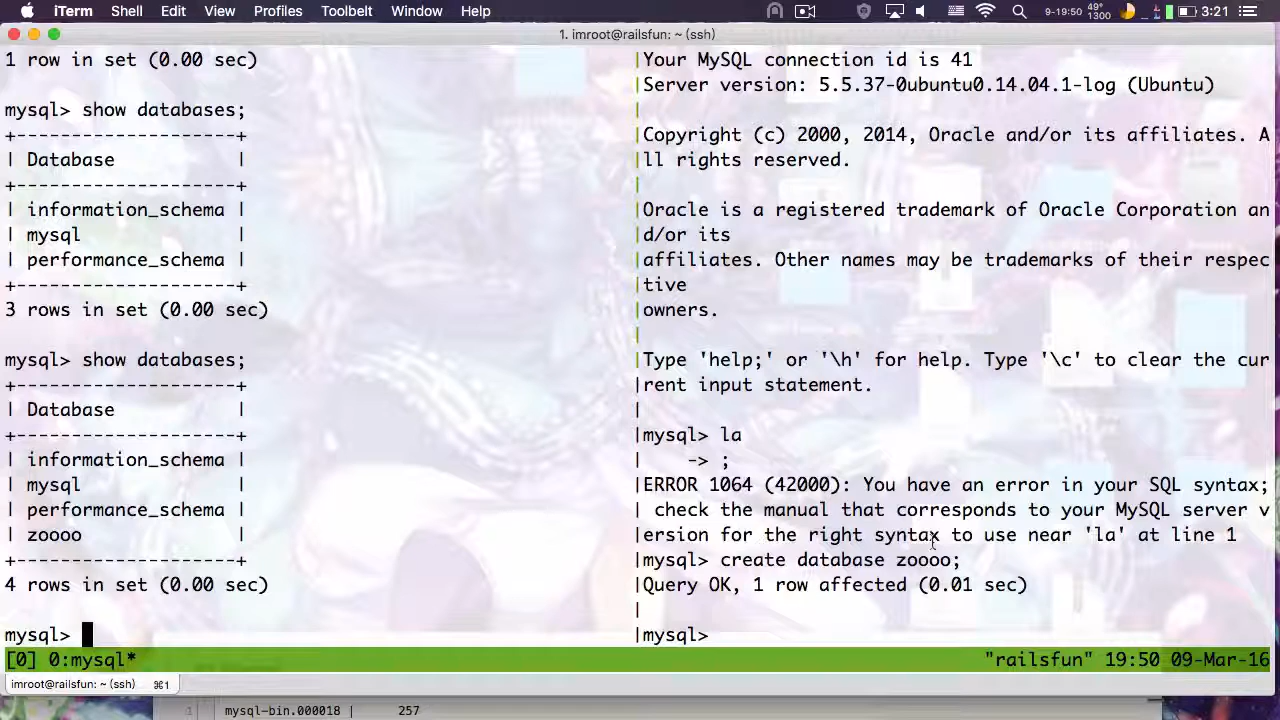 iTerm Shell Edit View Profiles Toolbelt Window Help 9-19:50 49° 1300 3:21
1. imroot@railsfun: ~ (ssh)
1 row in set (0.00 sec)
mysql> show databases;
+--------------------+
| Database           |
+--------------------+
| information_schema |
| mysql              |
| performance_schema |
+--------------------+
3 rows in set (0.00 sec)
mysql> show databases;
+--------------------+
| Database           |
+--------------------+
| information_schema |
| mysql              |
| performance_schema |
| zoooo              |
+--------------------+
4 rows in set (0.00 sec)
mysql>
Your MySQL connection id is 41
Server version: 5.5.37-0ubuntu0.14.04.1-log (Ubuntu)
Copyright (c) 2000, 2014, Oracle and/or its affiliates. A
ll rights reserved.
Oracle is a registered trademark of Oracle Corporation an
d/or its
affiliates. Other names may be trademarks of their respec
tive
owners.
Type 'help;' or '\h' for help. Type '\c' to clear the cur
rent input statement.
mysql> la
    -> ;
ERROR 1064 (42000): You have an error in your SQL syntax;
 check the manual that corresponds to your MySQL server v
ersion for the right syntax to use near 'la' at line 1
mysql> create database zoooo;
Query OK, 1 row affected (0.01 sec)
mysql>
[0] 0:mysql* "railsfun" 19:50 09-Mar-16
imroot@railsfun: ~ (ssh) ⌘1
1 mysql-bin.000018 | 257